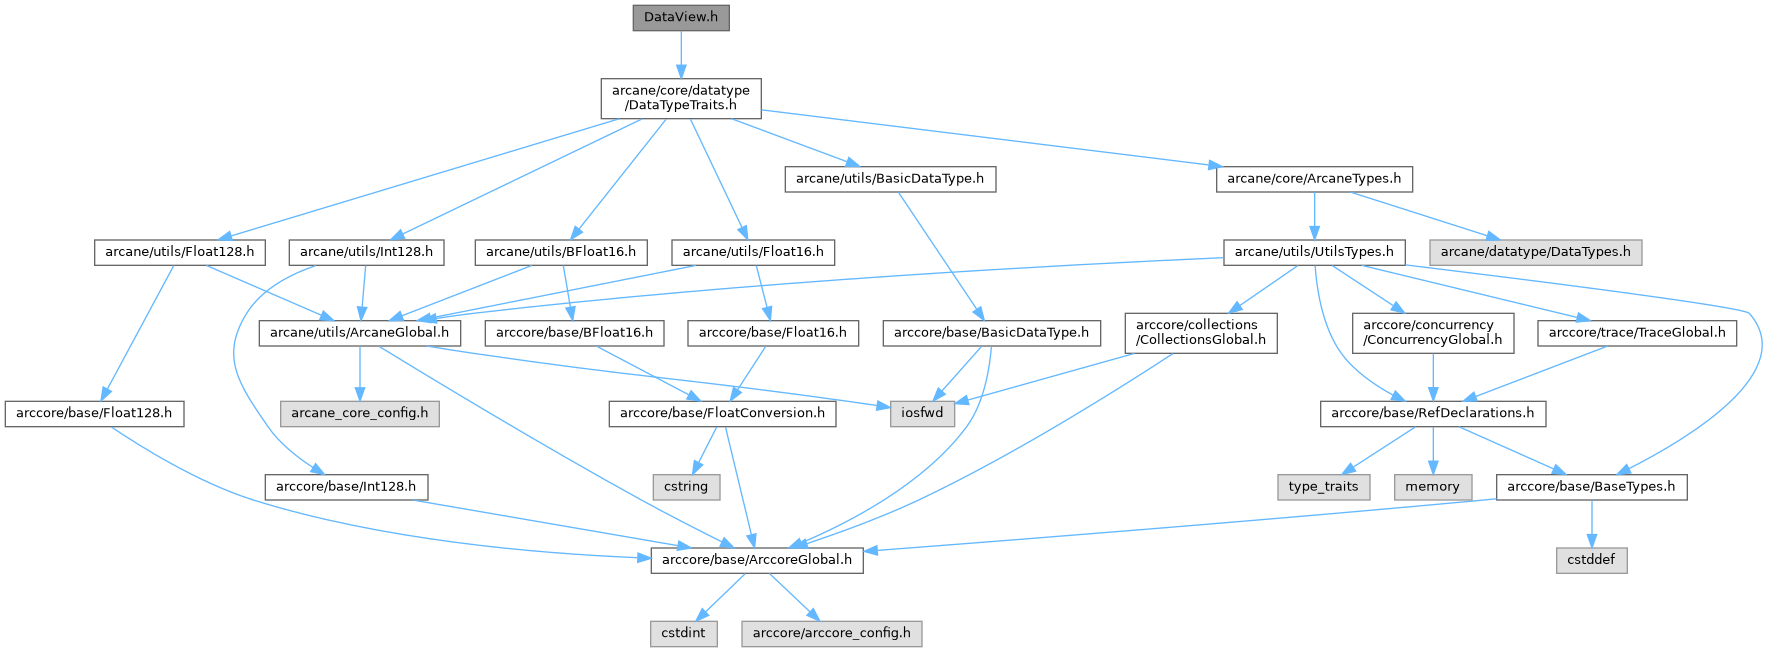 DataView.h
arcane/core/datatype
/DataTypeTraits.h
arcane/utils/BasicDataType.h
arcane/core/ArcaneTypes.h
arcane/utils/Float128.h
arcane/utils/Int128.h
arcane/utils/BFloat16.h
arcane/utils/Float16.h
arcane/utils/UtilsTypes.h
arcane/datatype/DataTypes.h
arcane/utils/ArcaneGlobal.h
arccore/base/BFloat16.h
arccore/base/Float16.h
arccore/base/BasicDataType.h
arccore/collections
/CollectionsGlobal.h
arccore/concurrency
/ConcurrencyGlobal.h
arccore/trace/TraceGlobal.h
arccore/base/Float128.h
arcane_core_config.h
arccore/base/FloatConversion.h
iosfwd
arccore/base/RefDeclarations.h
arccore/base/Int128.h
cstring
type_traits
memory
arccore/base/BaseTypes.h
arccore/base/ArccoreGlobal.h
cstddef
cstdint
arccore/arccore_config.h